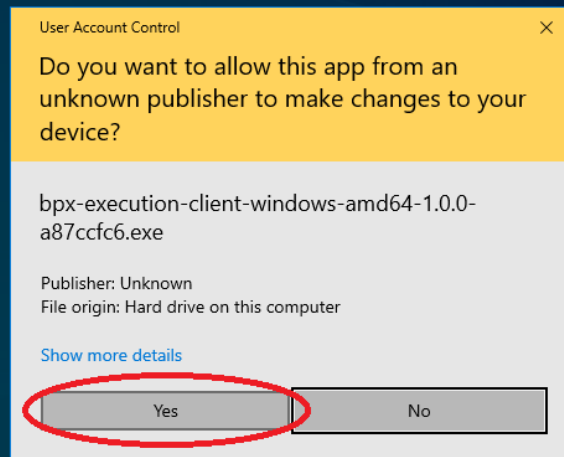 User Account Control
Do you want to allow this app from an
unknown publisher to make changes to your
device?
bpx-execution-client-windows-amd64-1.0.0-
a87ccfc6.exe
Publisher: Unknown
File origin: Hard drive on this computer
Show more details
Yes
No